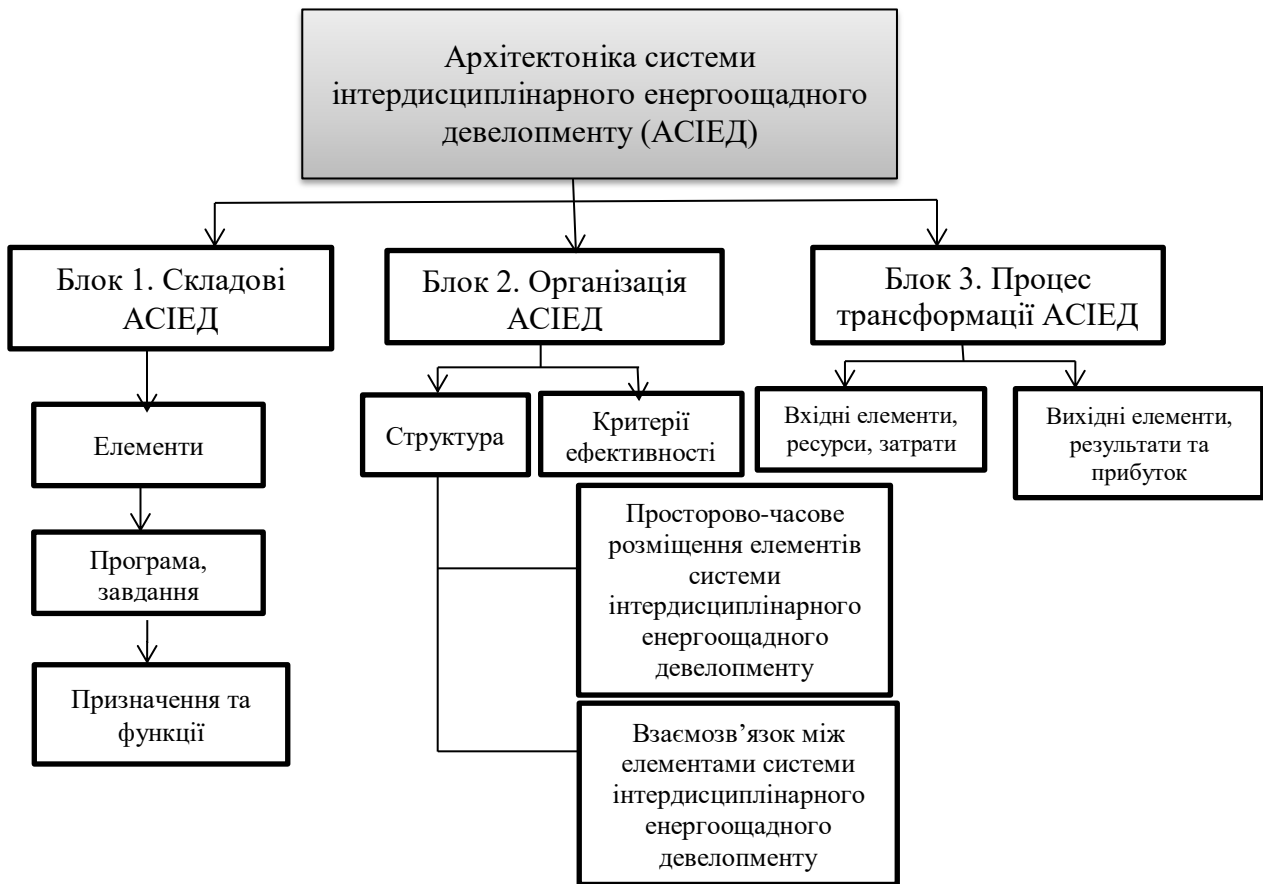 Архітектоніка системи
інтердисциплінарного енергоощадного
девелопменту (АСІЕД)
Блок 1. Складові
АСІЕД
Блок 2. Організація
АСІЕД
Блок 3. Процес
трансформації АСІЕД
Елементи
Програма,
завдання
Призначення та
функції
Структура
Критерії
ефективності
Просторово-часове
розміщення елементів
системи
інтердисциплінарного
енергоощадного
девелопменту
Взаємозв’язок між
елементами системи
інтердисциплінарного
енергоощадного
девелопменту
Вхідні елементи,
ресурси, затрати
Вихідні елементи,
результати та
прибуток